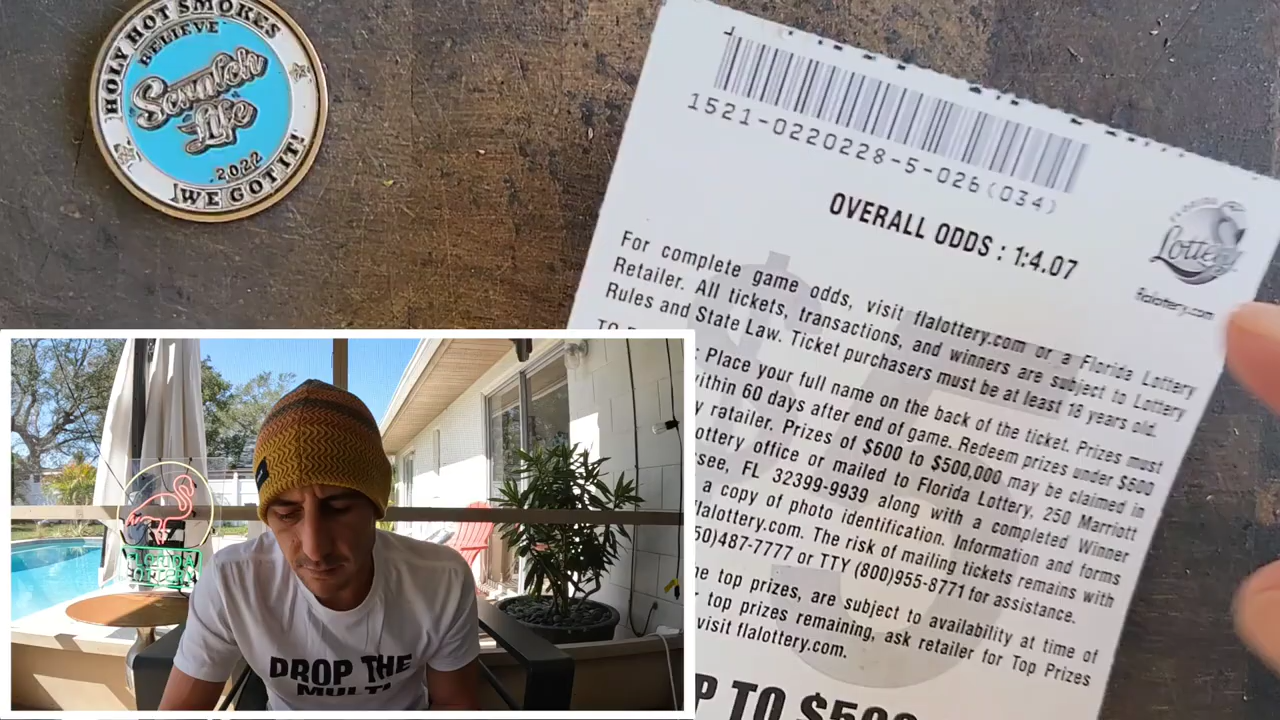 HOLY HOT SMOKES
BELIEVE
Scratch
Life
2022
WE GOT IT!
1521-0220228-5-026(034)
OVERALL ODDS : 1:4.07
FLORIDA
Lottery
flalottery.com
For complete game odds, visit flalottery.com or a Florida Lottery
Retailer. All tickets, transactions, and winners are subject to Lottery
Rules and State Law. Ticket purchasers must be at least 18 years old.
: Place your full name on the back of the ticket. Prizes must
within 60 days after end of game. Redeem prizes under $600
y retailer. Prizes of $600 to $500,000 may be claimed in
ottery office or mailed to Florida Lottery, 250 Marriott
ssee, FL 32399-9939 along with a completed Winner
a copy of photo identification. Information and forms
flalottery.com. The risk of mailing tickets remains with
50)487-7777 or TTY (800)955-8771 for assistance.
he top prizes, are subject to availability at time of
top prizes remaining, ask retailer for Top Prizes
visit flalottery.com.
P TO $500
FLORIDA
LOTTERY
DROP THE
MULTI